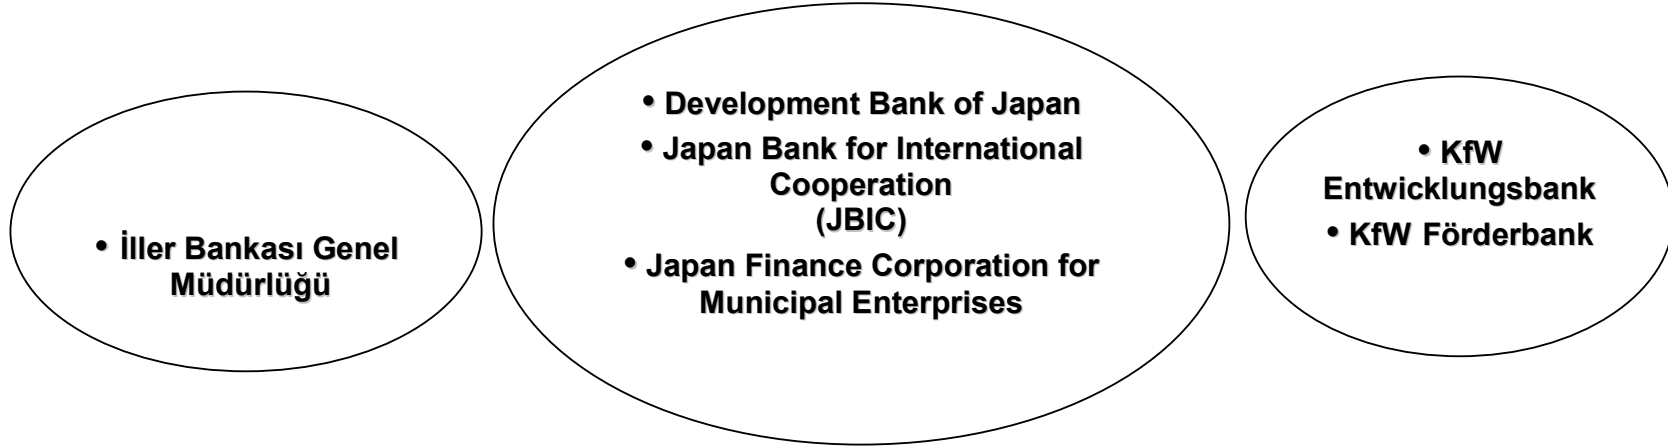 • İller Bankası Genel
Müdürlüğü
• Development Bank of Japan
• Japan Bank for International
Cooperation
(JBIC)
• Japan Finance Corporation for
Municipal Enterprises
• KfW
Entwicklungsbank
• KfW Förderbank